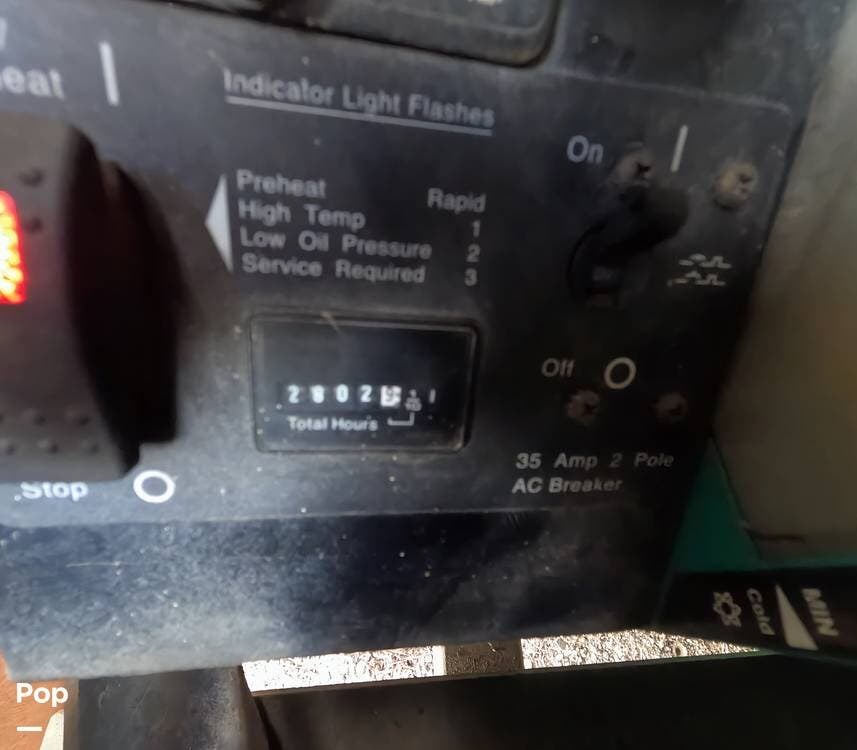 eat
Indicator Light Flashes
Preheat Rapid
High Temp 1
Low Oil Pressure 2
Service Required 3
On
Off
2802
Total Hours
35 Amp 2 Pole
AC Breaker
Stop
MIN
Cold
Pop